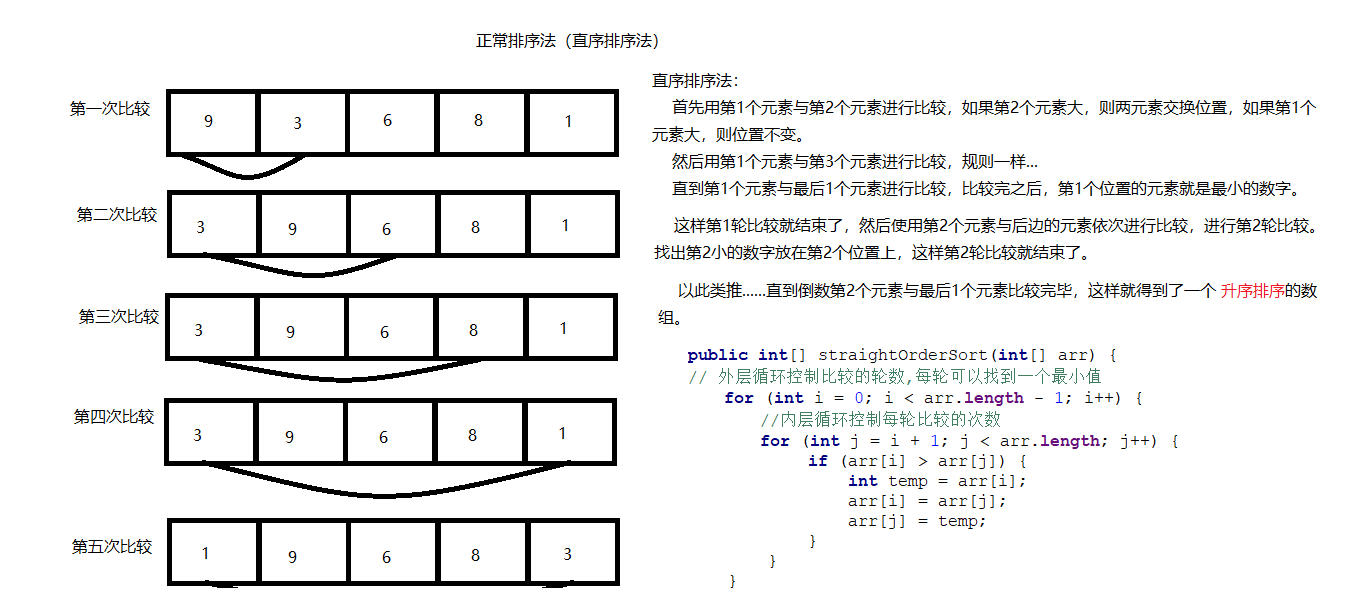 正常排序法（直序排序法）
第一次比较
9 3 6 8 1
第二次比较
3 9 6 8 1
第三次比较
3 9 6 8 1
第四次比较
3 9 6 8 1
第五次比较
1 9 6 8 3
直序排序法：
首先用第1个元素与第2个元素进行比较，如果第2个元素大，则两元素交换位置，如果第1个
元素大，则位置不变。
然后用第1个元素与第3个元素进行比较，规则一样...
直到第1个元素与最后1个元素进行比较，比较完之后，第1个位置的元素就是最小的数字。
这样第1轮比较就结束了，然后使用第2个元素与后边的元素依次进行比较，进行第2轮比较。
找出第2小的数字放在第2个位置上，这样第2轮比较就结束了。
以此类推......直到倒数第2个元素与最后1个元素比较完毕，这样就得到了一个 升序排序的数
组。
public int[] straightOrderSort(int[] arr) {
// 外层循环控制比较的轮数,每轮可以找到一个最小值
for (int i = 0; i < arr.length - 1; i++) {
//内层循环控制每轮比较的次数
for (int j = i + 1; j < arr.length; j++) {
if (arr[i] > arr[j]) {
int temp = arr[i];
arr[i] = arr[j];
arr[j] = temp;
}
}
}